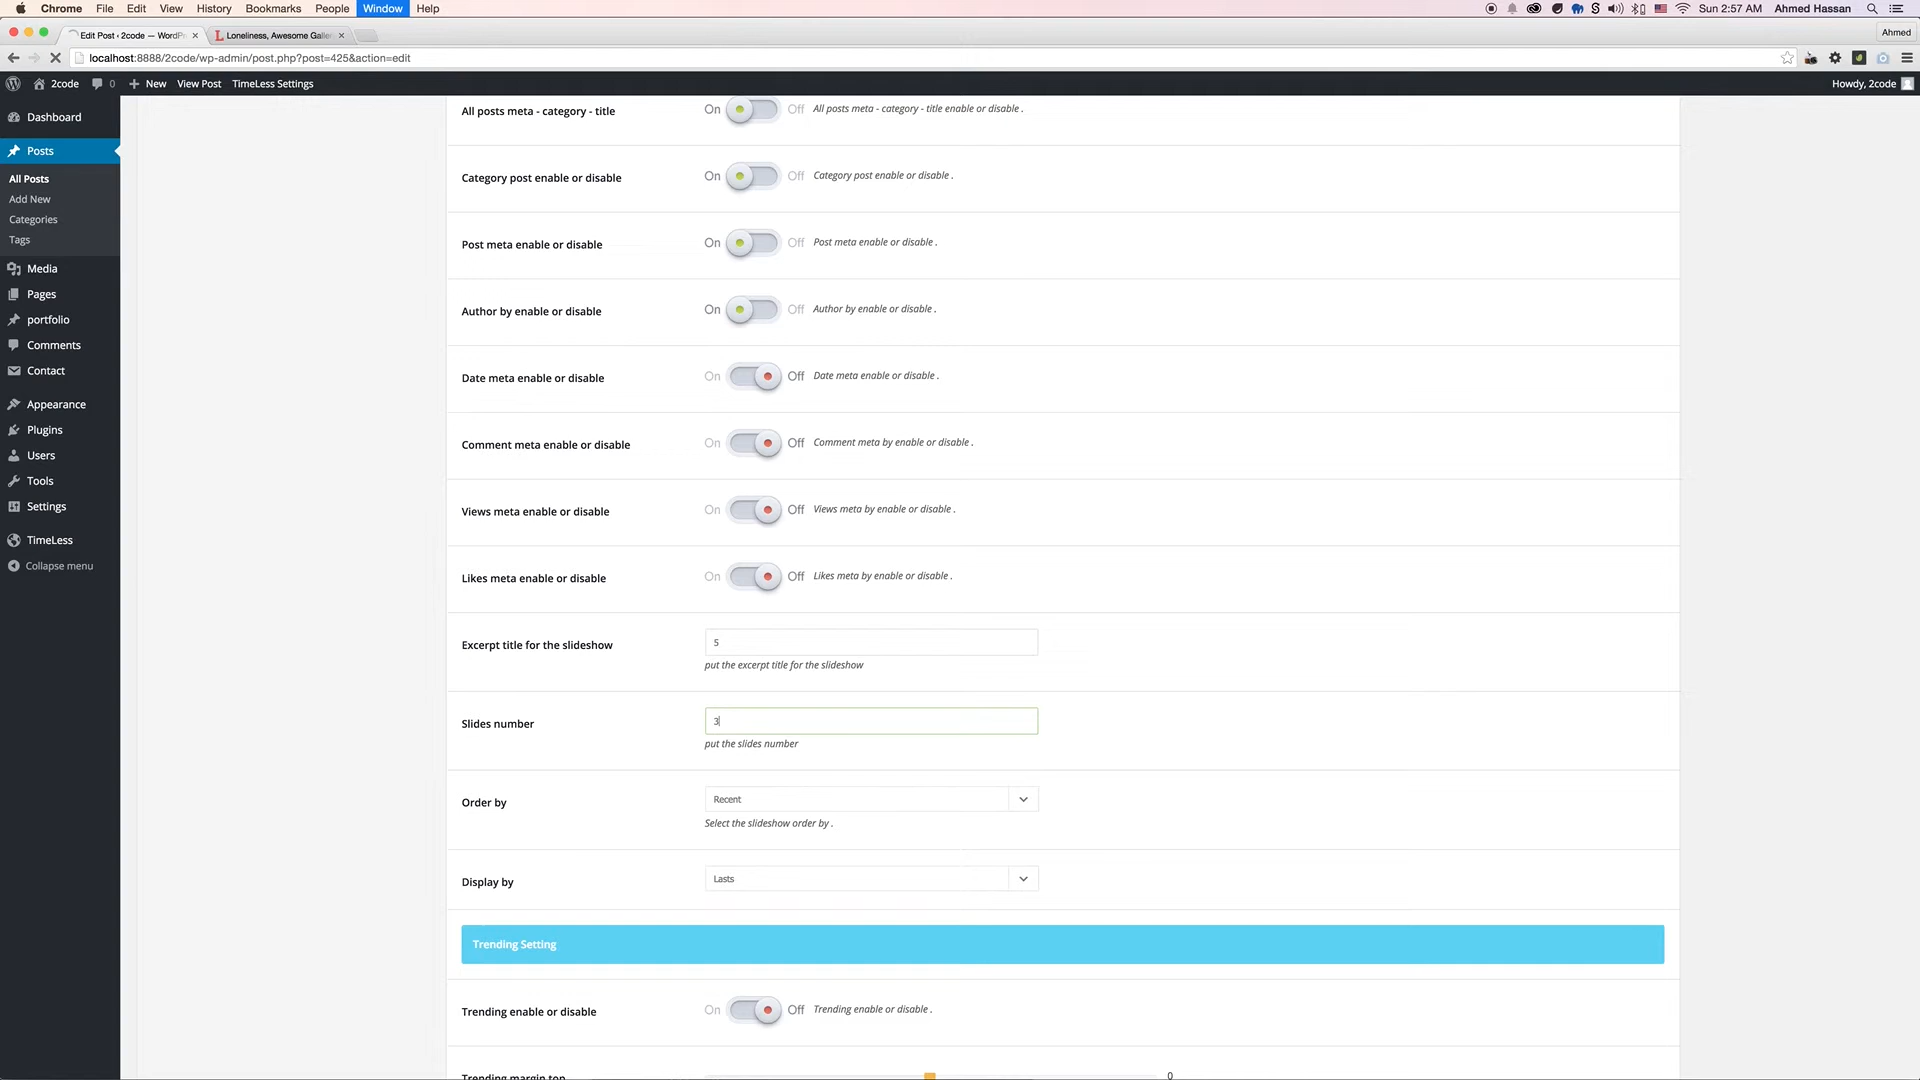 Chrome File Edit View History Bookmarks People Window Help Sun 2:57 AM Ahmed Hassan
Edit Post ‹ 2code — WordPr Loneliness, Awesome Galle Ahmed
localhost:8888/2code/wp-admin/post.php?post=425&action=edit
2code 0 New View Post TimeLess Settings Howdy, 2code
Dashboard
Posts
All Posts
Add New
Categories
Tags
Media
Pages
portfolio
Comments
Contact
Appearance
Plugins
Users
Tools
Settings
TimeLess
Collapse menu
All posts meta - category - title On Off All posts meta - category - title enable or disable .
Category post enable or disable On Off Category post enable or disable .
Post meta enable or disable On Off Post meta enable or disable .
Author by enable or disable On Off Author by enable or disable .
Date meta enable or disable On Off Date meta enable or disable .
Comment meta enable or disable On Off Comment meta by enable or disable .
Views meta enable or disable On Off Views meta by enable or disable .
Likes meta enable or disable On Off Likes meta by enable or disable .
Excerpt title for the slideshow 5
put the excerpt title for the slideshow
Slides number 3
put the slides number
Order by Recent
Select the slideshow order by .
Display by Lasts
Trending Setting
Trending enable or disable On Off Trending enable or disable .
Trending margin top 0